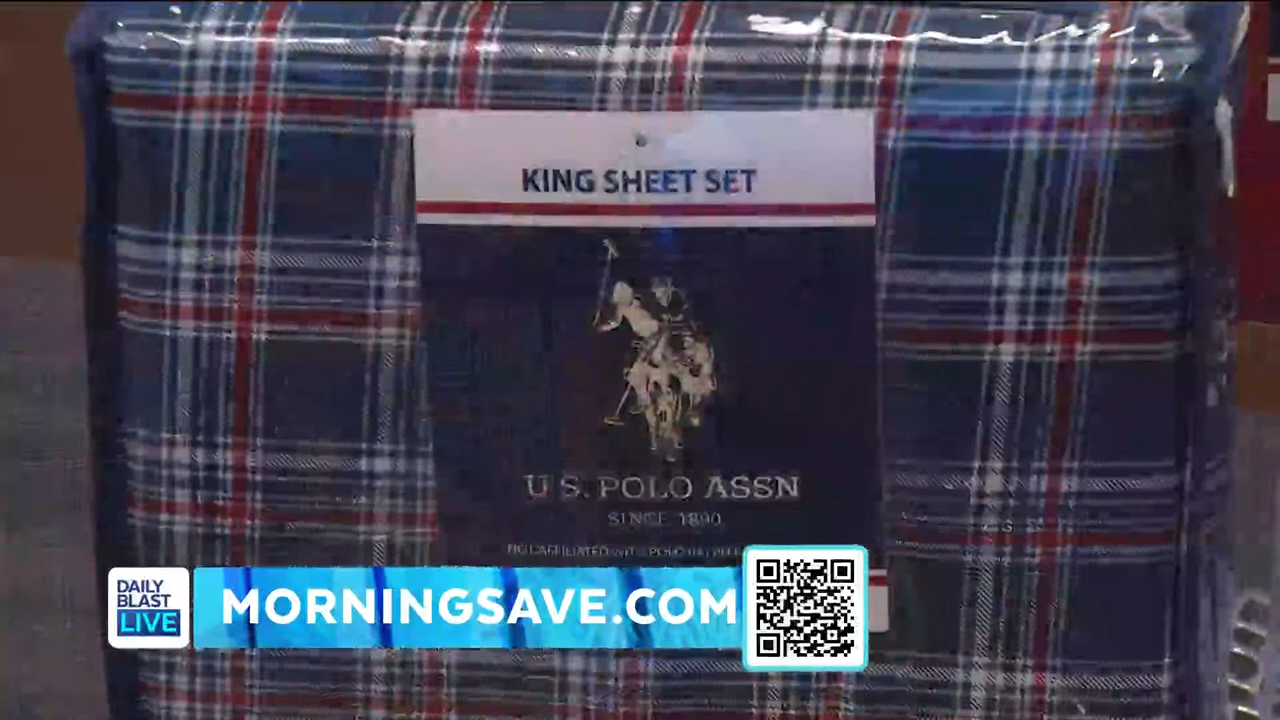 KING SHEET SET
U.S. POLO ASSN
SINCE 1890
DAILY
BLAST
LIVE
MORNINGSAVE.COM